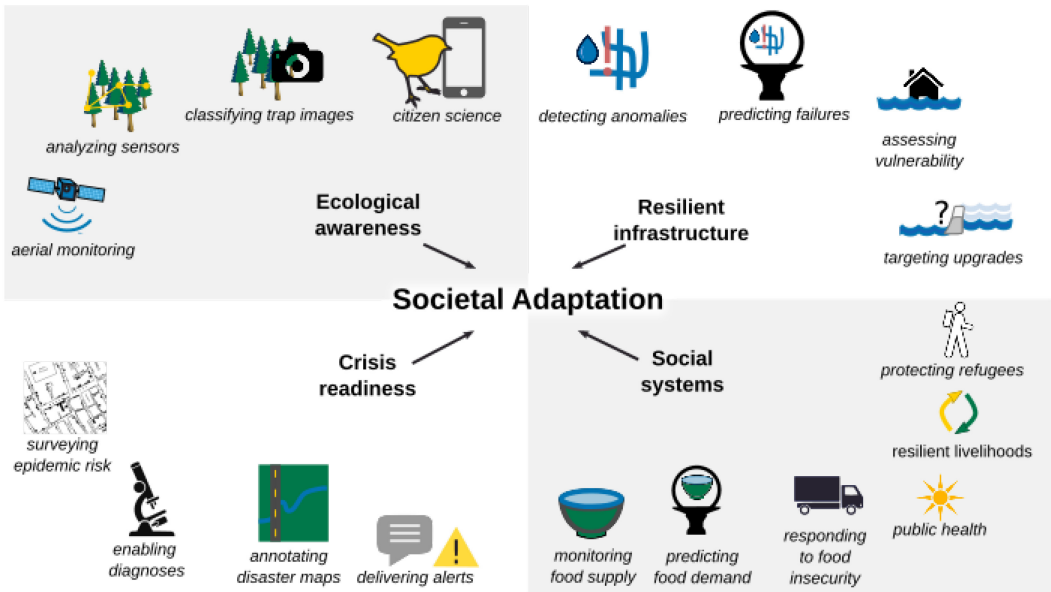 analyzing sensors
classifying trap images
citizen science
aerial monitoring
Ecological
awareness
detecting anomalies
predicting failures
assessing
vulnerability
?
targeting upgrades
Resilient
infrastructure
Societal Adaptation
Crisis
readiness
surveying
epidemic risk
enabling
diagnoses
annotating
disaster maps
!
delivering alerts
Social
systems
protecting refugees
resilient livelihoods
public health
monitoring
food supply
predicting
food demand
responding
to food
insecurity